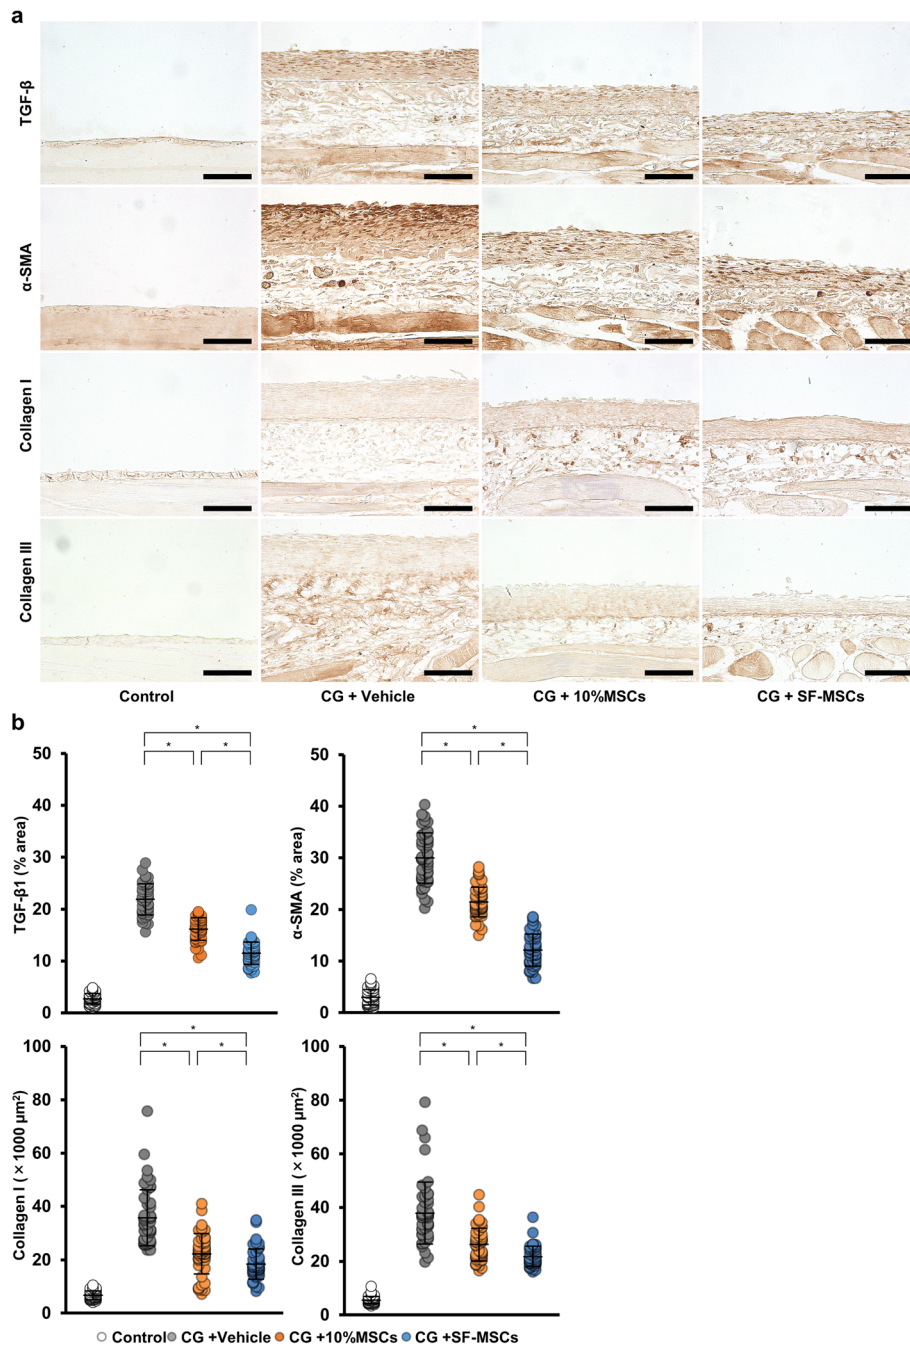 a
TGF-β
α-SMA
Collagen I
Collagen III
Control
CG + Vehicle
CG + 10%MSCs
CG + SF-MSCs
b
TGF-β1 (% area)
50
40
30
20
10
0
* * *
α-SMA (% area)
50
40
30
20
10
0
* * *
Collagen I ( × 1000 μm²)
100
80
60
40
20
0
* * *
Collagen III ( × 1000 μm²)
100
80
60
40
20
0
* * *
Control CG +Vehicle CG +10%MSCs CG +SF-MSCs